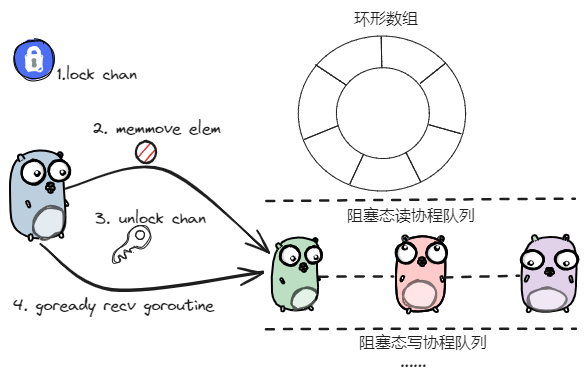 环形数组
1.lock chan
2. memmove elem
3. unlock chan
阻塞态读协程队列
4. goready recv goroutine
阻塞态写协程队列
......